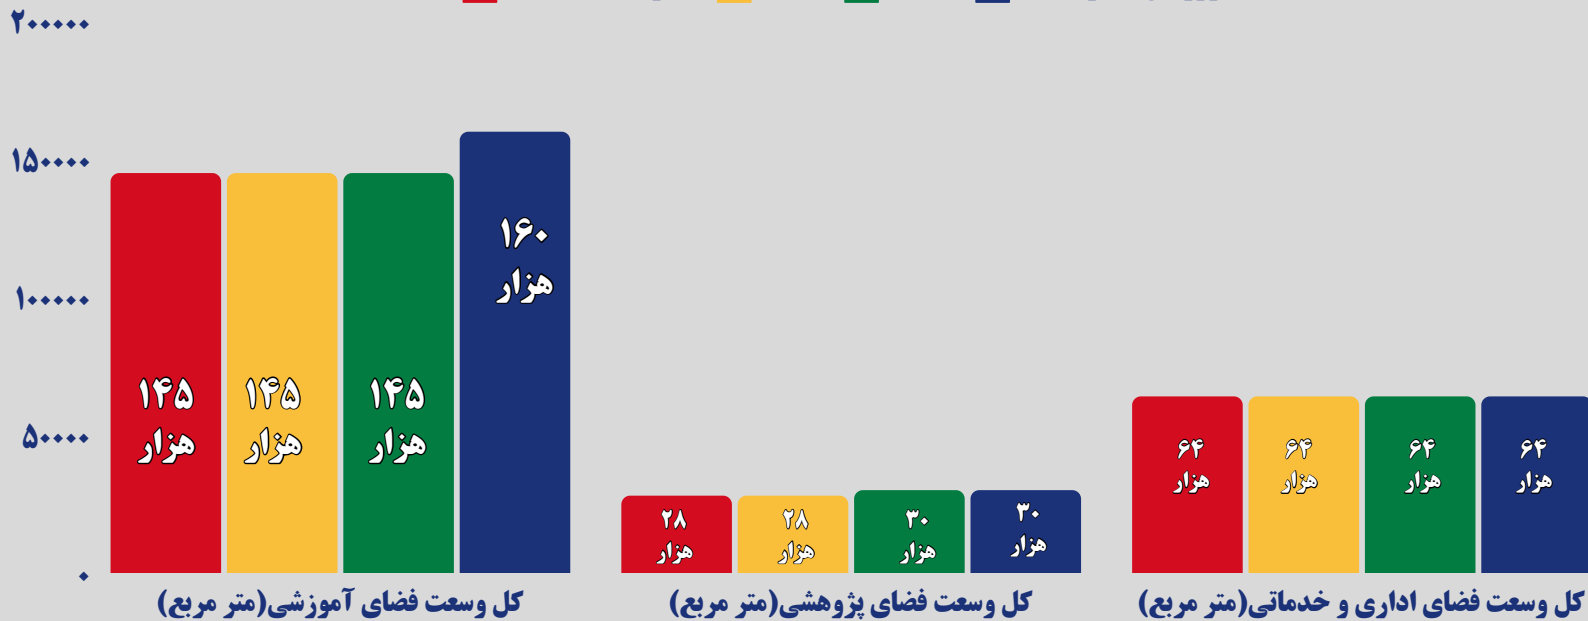 ۲۰۰۰۰۰
۱۵۰۰۰۰
۱۰۰۰۰۰
۵۰۰۰۰
۰
۱۴۵
هزار
۱۴۵
هزار
۱۴۵
هزار
۱۶۰
هزار
۲۸
هزار
۲۸
هزار
۳۰
هزار
۳۰
هزار
۶۴
هزار
۶۴
هزار
۶۴
هزار
۶۴
هزار
کل وسعت فضای آموزشی(متر مربع)
کل وسعت فضای پژوهشی(متر مربع)
کل وسعت فضای اداری و خدماتی(متر مربع)